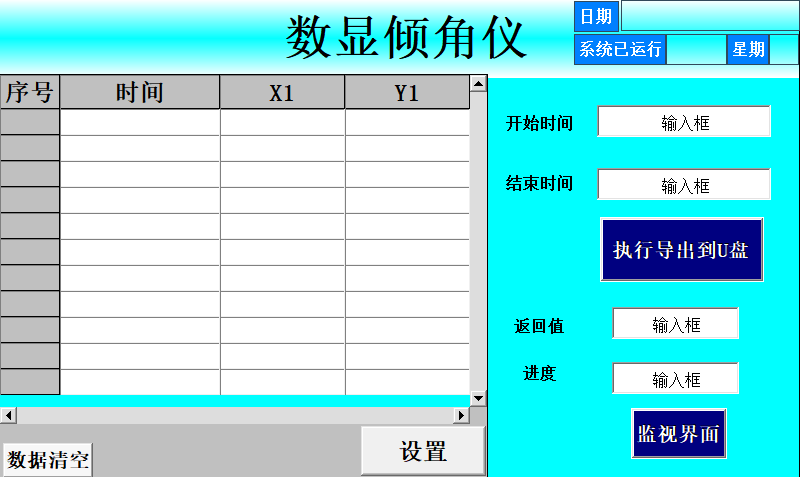 数显倾角仪
日期
系统已运行
星期
序号 时间 X1 Y1
开始时间 输入框
结束时间 输入框
执行导出到U盘
返回值 输入框
进度 输入框
监视界面
设置
数据清空